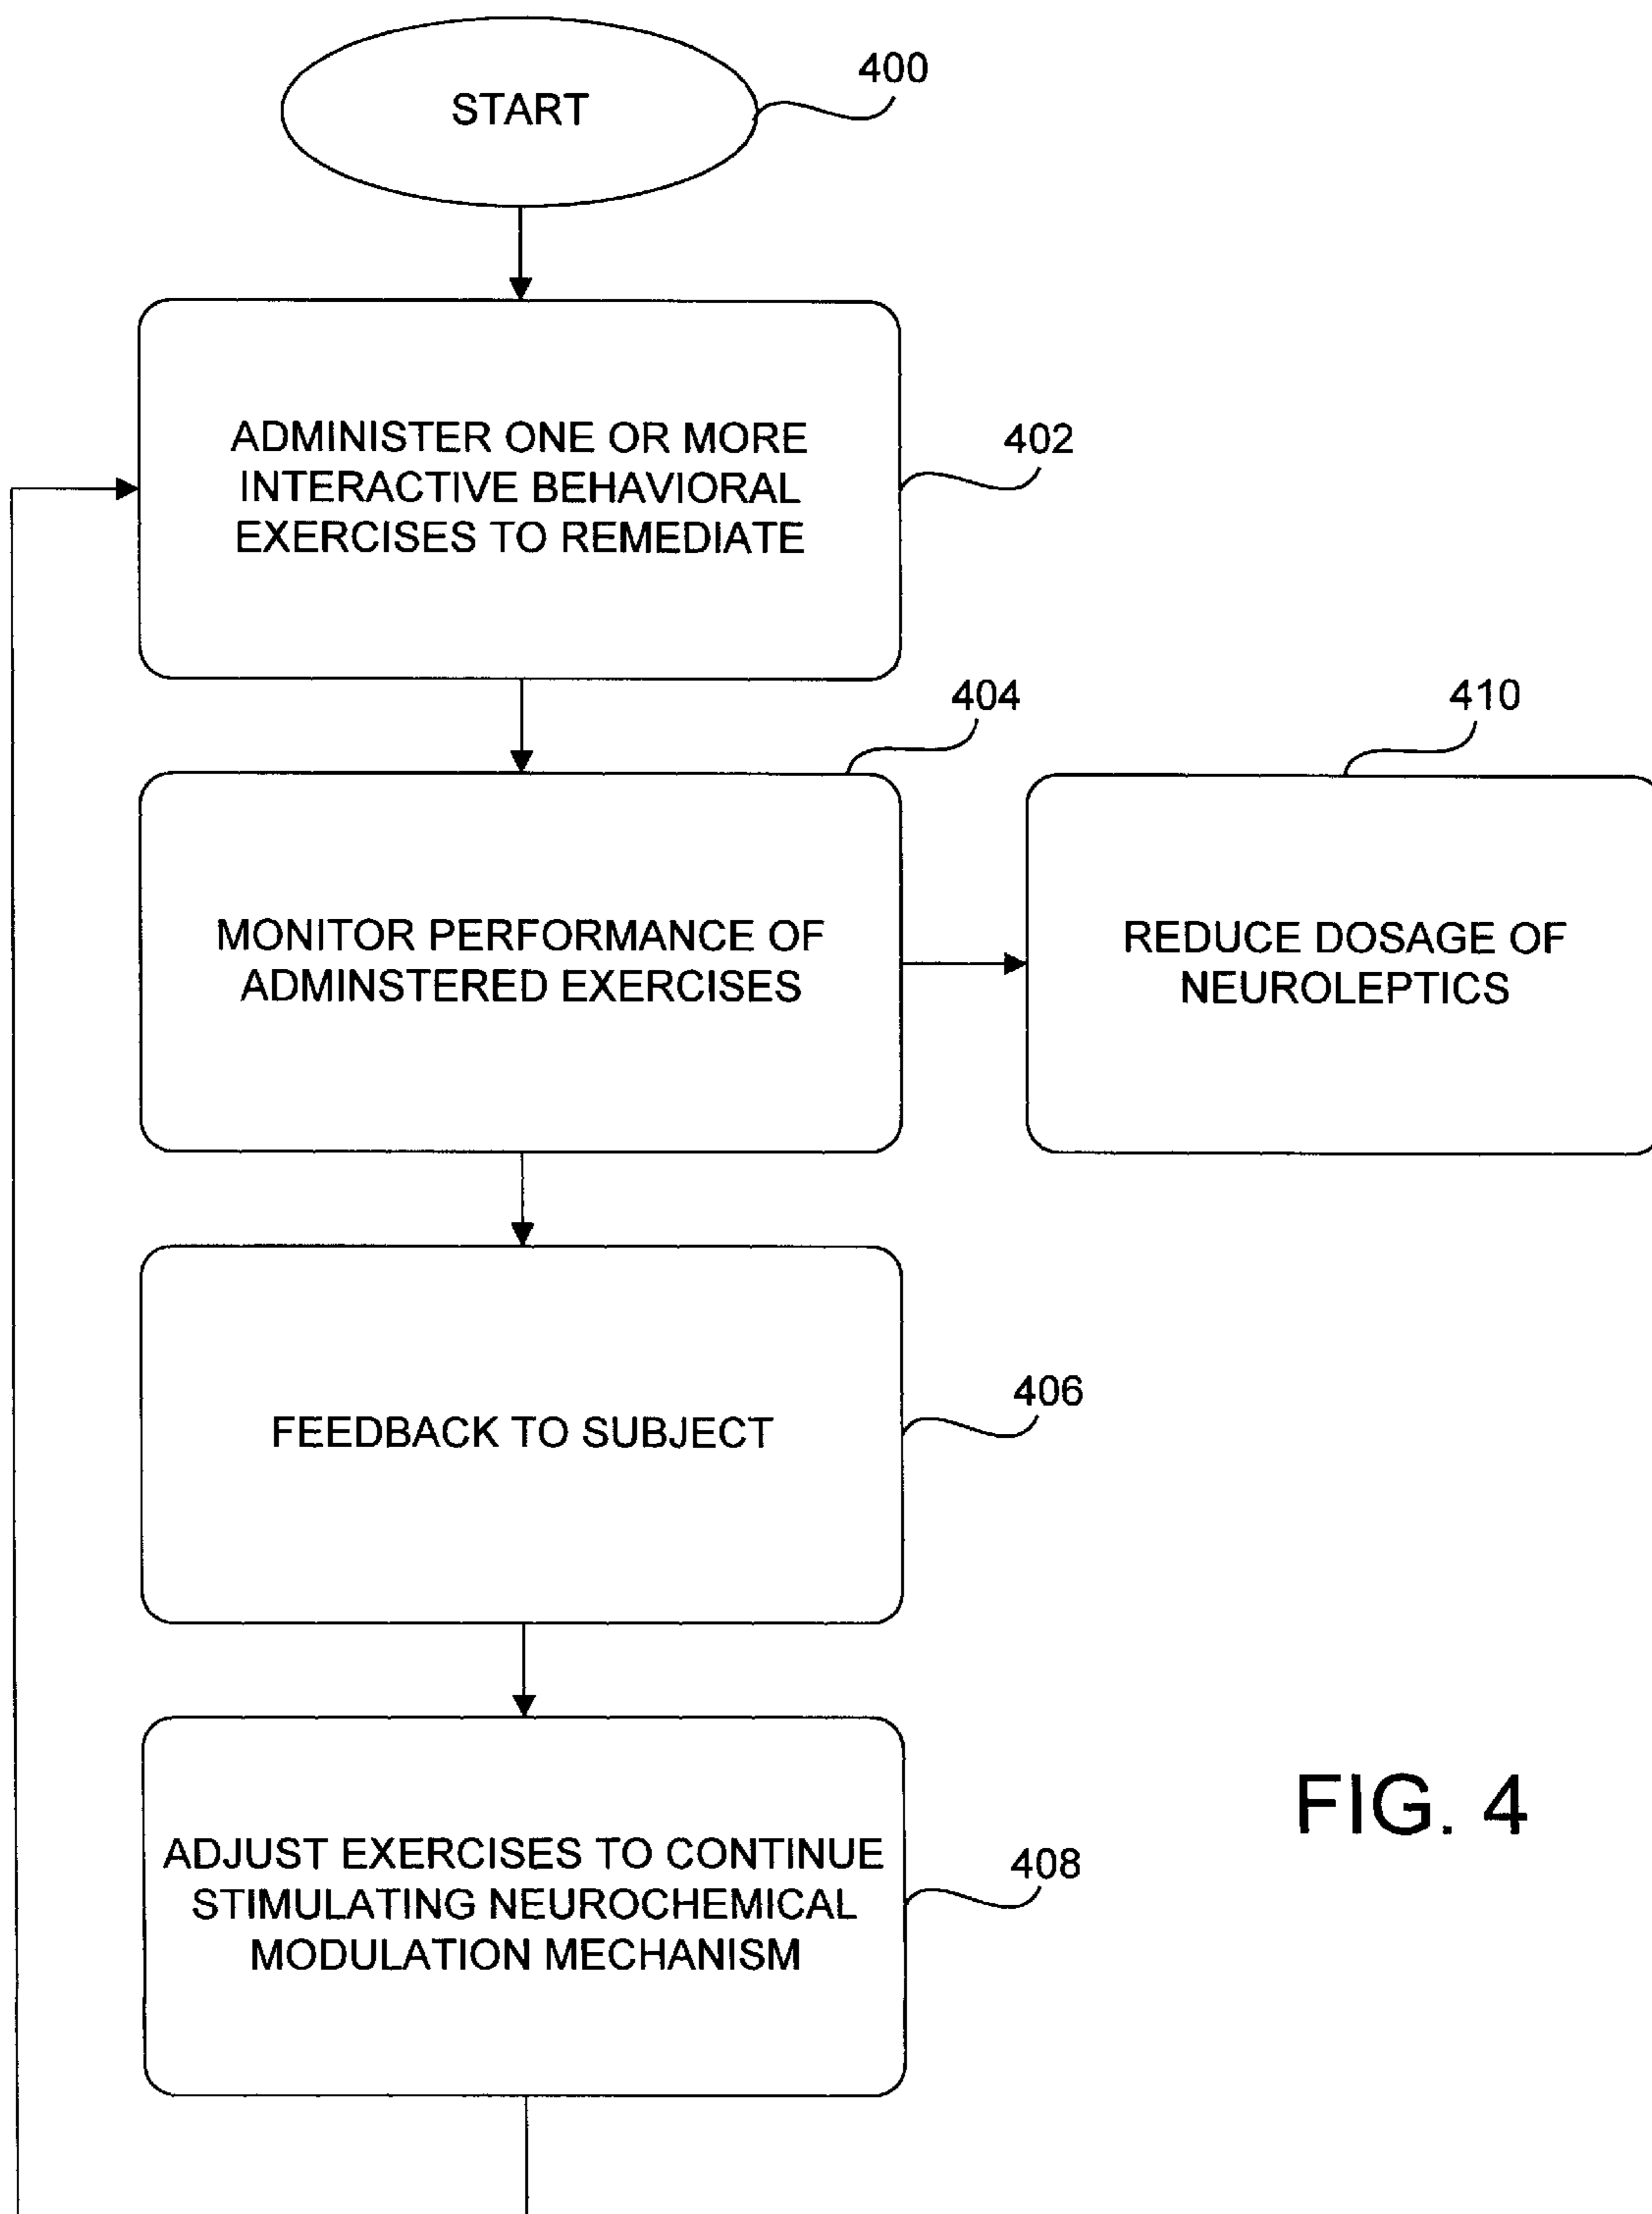 START
400
ADMINISTER ONE OR MORE
INTERACTIVE BEHAVIORAL
EXERCISES TO REMEDIATE
402
404
410
MONITOR PERFORMANCE OF
ADMINSTERED EXERCISES
REDUCE DOSAGE OF
NEUROLEPTICS
FEEDBACK TO SUBJECT
406
ADJUST EXERCISES TO CONTINUE
STIMULATING NEUROCHEMICAL
MODULATION MECHANISM
408
FIG. 4